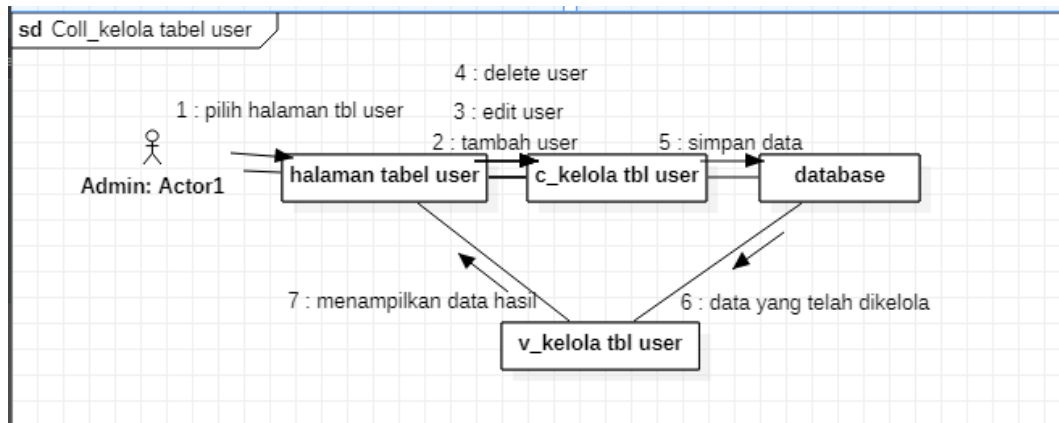 sd Coll_kelola tabel user
4 : delete user
1 : pilih halaman tbl user
3 : edit user
2 : tambah user
5 : simpan data
Admin: Actor1
halaman tabel user
c_kelola tbl user
database
7 : menampilkan data hasil
6 : data yang telah dikelola
v_kelola tbl user